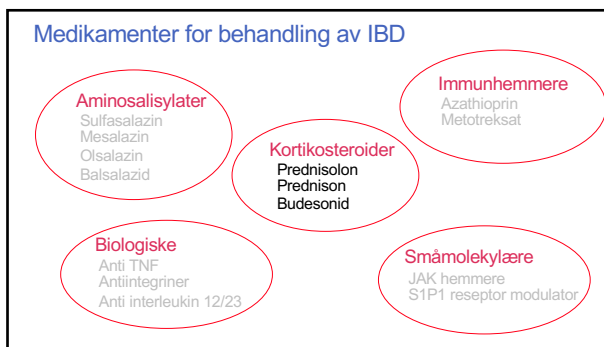 Medikamenter for behandling av IBD
Aminosalisylater
Sulfasalazin
Mesalazin
Olsalazin
Balsalazid
Immunhemmere
Azathioprin
Metotreksat
Kortikosteroider
Prednisolon
Prednison
Budesonid
Biologiske
Anti TNF
Antiintegriner
Anti interleukin 12/23
Småmolekylære
JAK hemmere
S1P1 reseptor modulator